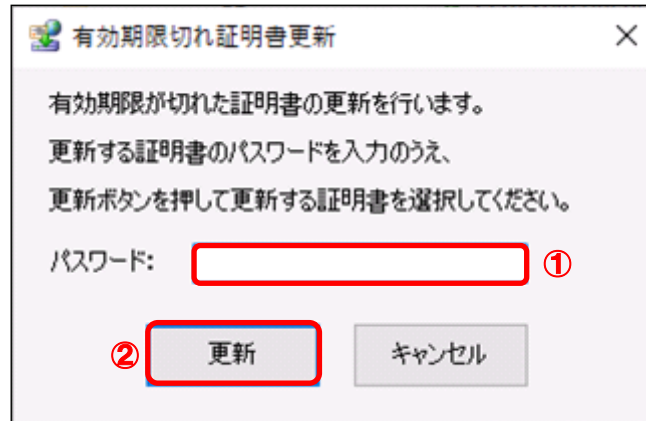 有効期限切れ証明書更新
有効期限が切れた証明書の更新を行います。
更新する証明書のパスワードを入力のうえ、
更新ボタンを押して更新する証明書を選択してください。
パスワード: ①
② 更新 キャンセル